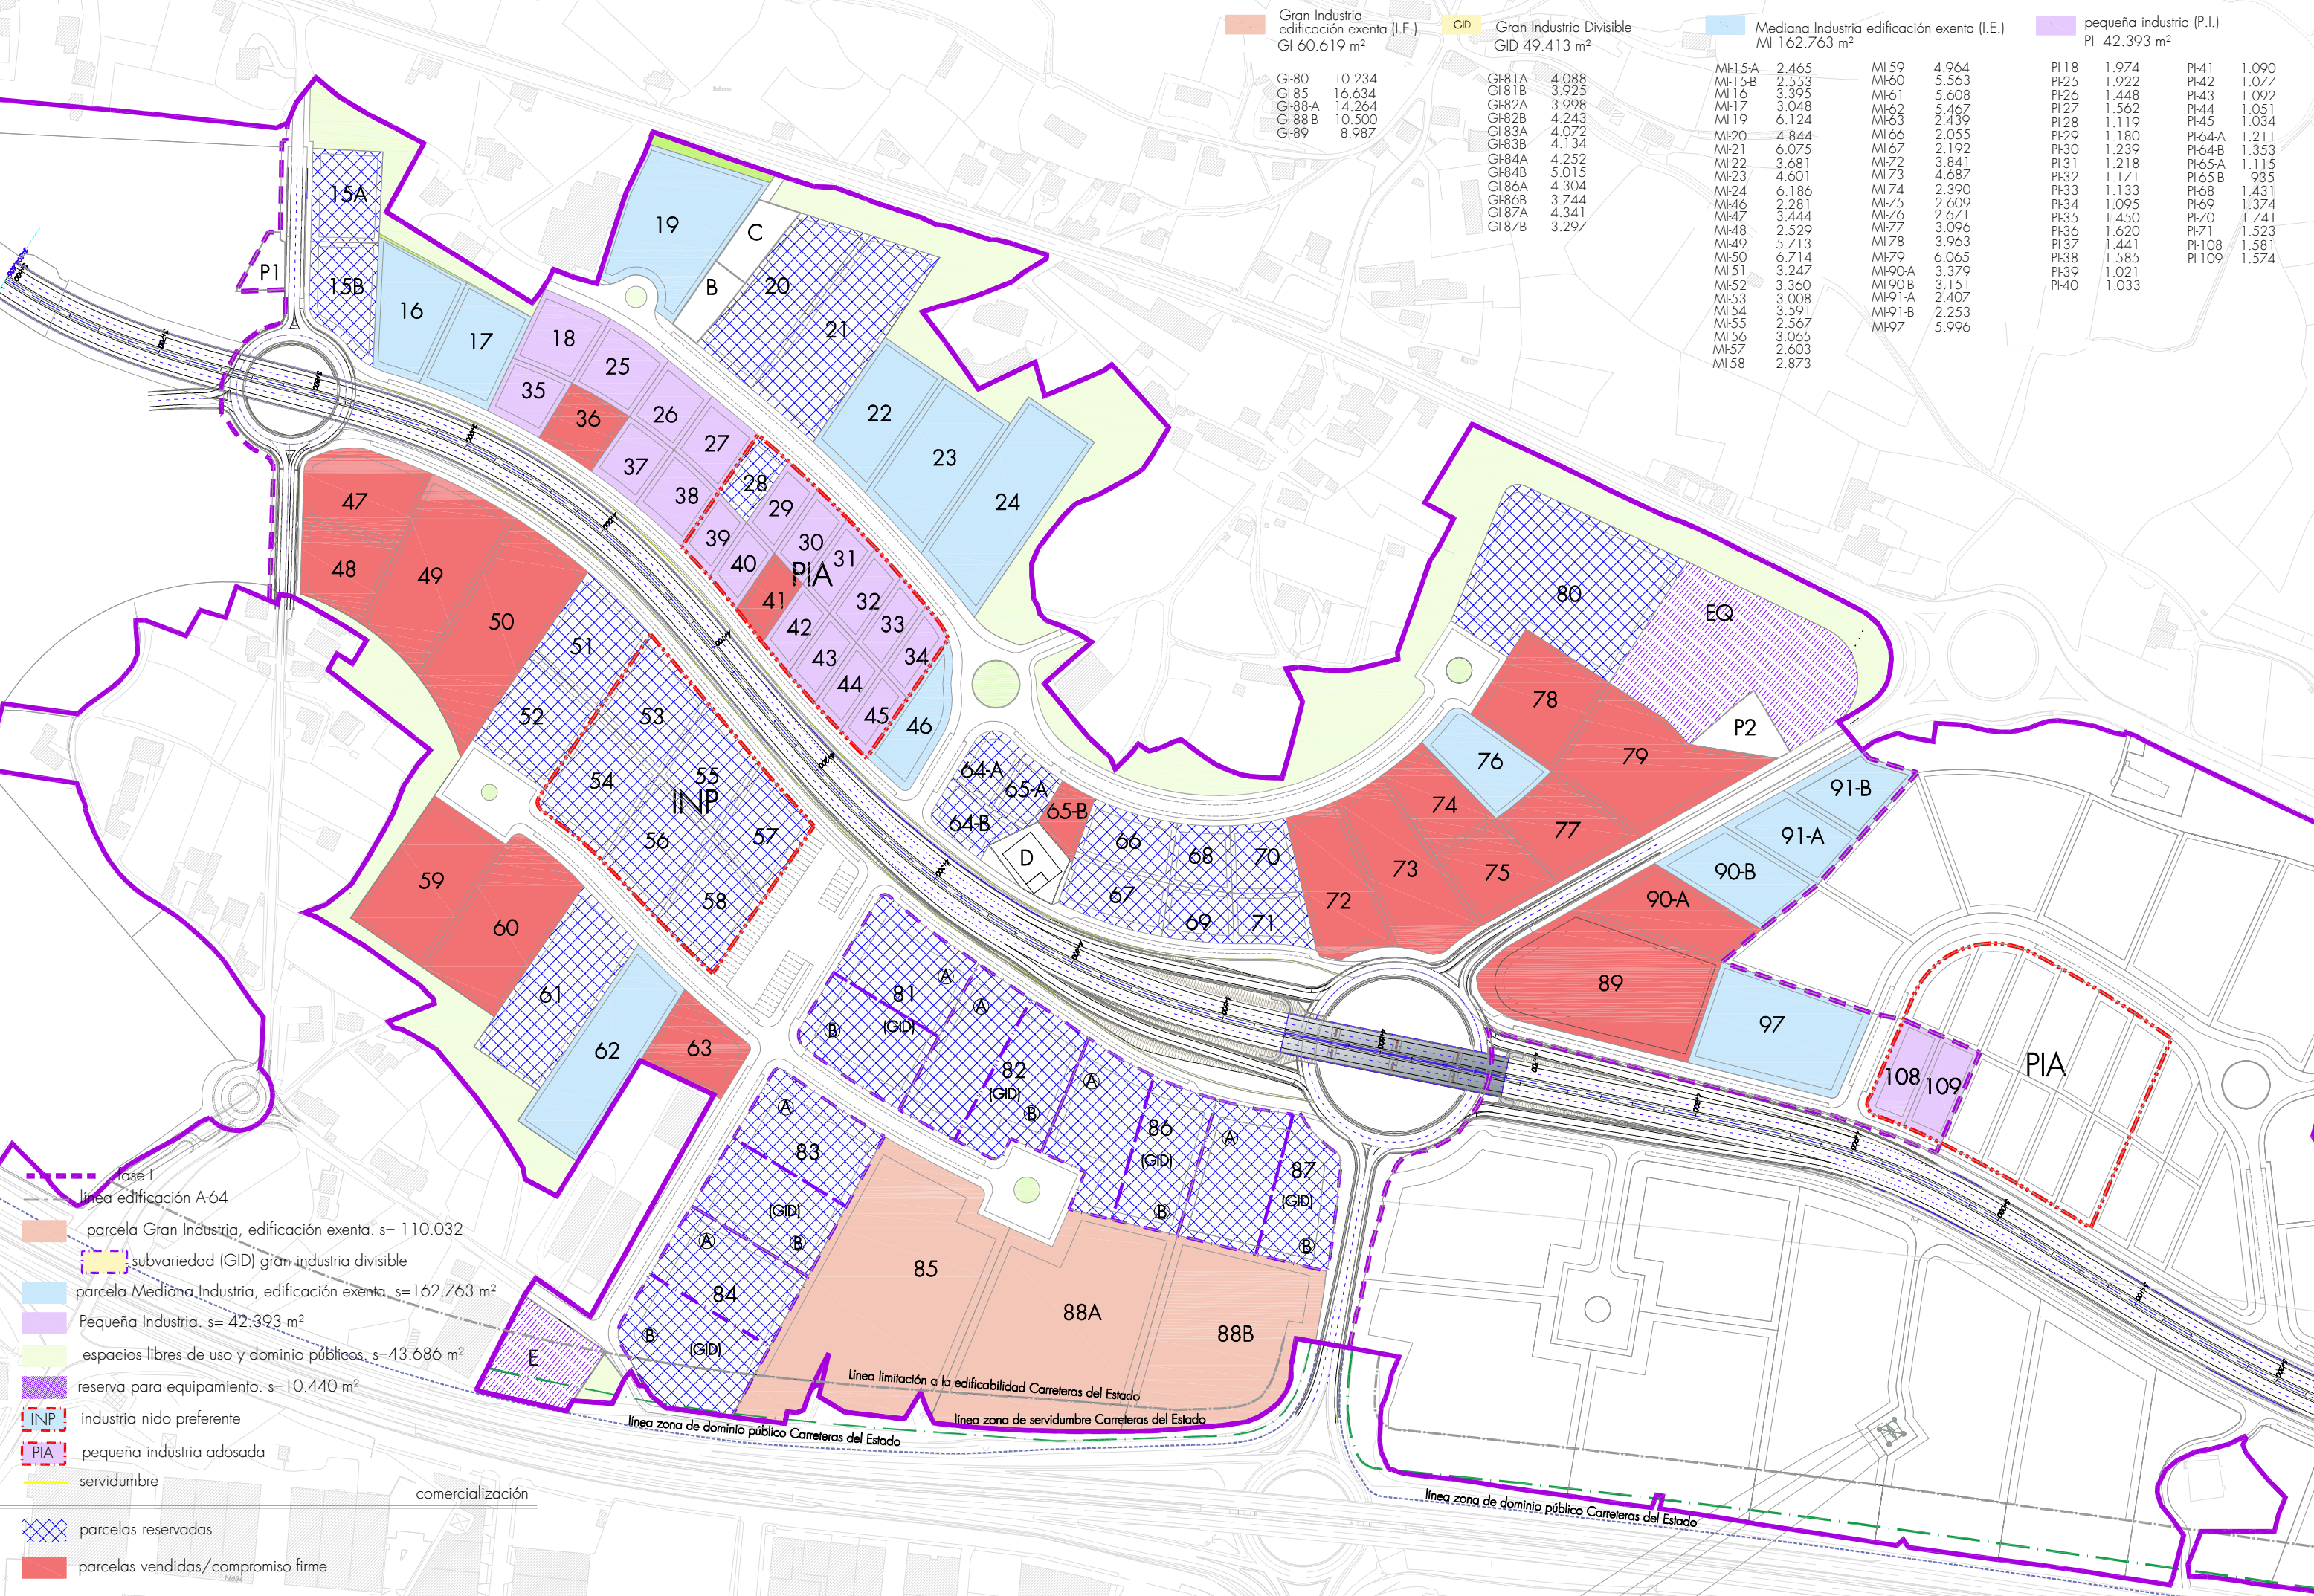 Gran Industria
edificación exenta (I.E.)
GI 60.619 m²
GI-80 10.234
GI-85 16.634
GI-88-A 14.264
GI-88-B 10.500
GI-89 8.987
GID
Gran Industria Divisible
GID 49.413 m²
GI-81A 4.088
GI-81B 3.925
GI-82A 3.998
GI-82B 4.243
GI-83A 4.072
GI-83B 4.134
GI-84A 4.252
GI-84B 5.015
GI-86A 4.304
GI-86B 3.744
GI-87A 4.341
GI-87B 3.297
Mediana Industria edificación exenta (I.E.)
MI 162.763 m²
MI-15-A 2.465
MI-15-B 2.553
MI-16 3.395
MI-17 3.048
MI-19 6.124
MI-20 4.844
MI-21 6.075
MI-22 3.681
MI-23 4.601
MI-24 6.186
MI-46 2.281
MI-47 3.444
MI-48 2.529
MI-49 5.713
MI-50 6.714
MI-51 3.247
MI-52 3.360
MI-53 3.008
MI-54 3.591
MI-55 2.567
MI-56 3.065
MI-57 2.603
MI-58 2.873
MI-59 4.964
MI-60 5.563
MI-61 5.608
MI-62 5.467
MI-63 2.439
MI-66 2.055
MI-67 2.192
MI-72 3.841
MI-73 4.687
MI-74 2.390
MI-75 2.609
MI-76 2.671
MI-77 3.096
MI-78 3.963
MI-79 6.065
MI-90-A 3.379
MI-90-B 3.151
MI-91-A 2.407
MI-91-B 2.253
MI-97 5.996
pequeña industria (P.I.)
PI 42.393 m²
PI-18 1.974
PI-25 1.922
PI-26 1.448
PI-27 1.562
PI-28 1.119
PI-29 1.180
PI-30 1.239
PI-31 1.218
PI-32 1.171
PI-33 1.133
PI-34 1.095
PI-35 1.450
PI-36 1.620
PI-37 1.441
PI-38 1.585
PI-39 1.021
PI-40 1.033
PI-41 1.090
PI-42 1.077
PI-43 1.092
PI-44 1.051
PI-45 1.034
PI-64-A 1.211
PI-64-B 1.353
PI-65-A 1.115
PI-65-B 935
PI-68 1.431
PI-69 1.374
PI-70 1.741
PI-71 1.523
PI-108 1.581
PI-109 1.574
15A
15B
P1
16
17
18
19
C
B
20
21
22
23
24
25
26
27
28
29
30
31
32
33
34
35
36
37
38
39
40
PIA
41
42
43
44
45
46
47
48
49
50
51
52
53
54
55
INP
56
57
58
59
60
61
62
63
64-A
64-B
65-A
65-B
D
66
67
68
69
70
71
72
73
74
75
76
77
78
79
80
EQ
P2
91-B
91-A
90-B
90-A
89
97
108
109
PIA
A
81
(GID)
B
A
82
(GID)
B
A
83
(GID)
B
A
84
(GID)
B
85
A
86
(GID)
B
A
87
(GID)
B
88A
88B
E
Línea limitación a la edificabilidad Carreteras del Estado
línea zona de servidumbre Carreteras del Estado
línea zona de dominio público Carreteras del Estado
línea zona de dominio público Carreteras del Estado
fase I
línea edificación A-64
parcela Gran Industria, edificación exenta. s= 110.032
subvariedad (GID) gran industria divisible
parcela Mediana Industria, edificación exenta. s=162.763 m²
Pequeña Industria. s= 42.393 m²
espacios libres de uso y dominio públicos. s=43.686 m²
reserva para equipamiento. s=10.440 m²
INP industria nido preferente
PIA pequeña industria adosada
servidumbre
comercialización
parcelas reservadas
parcelas vendidas/compromiso firme